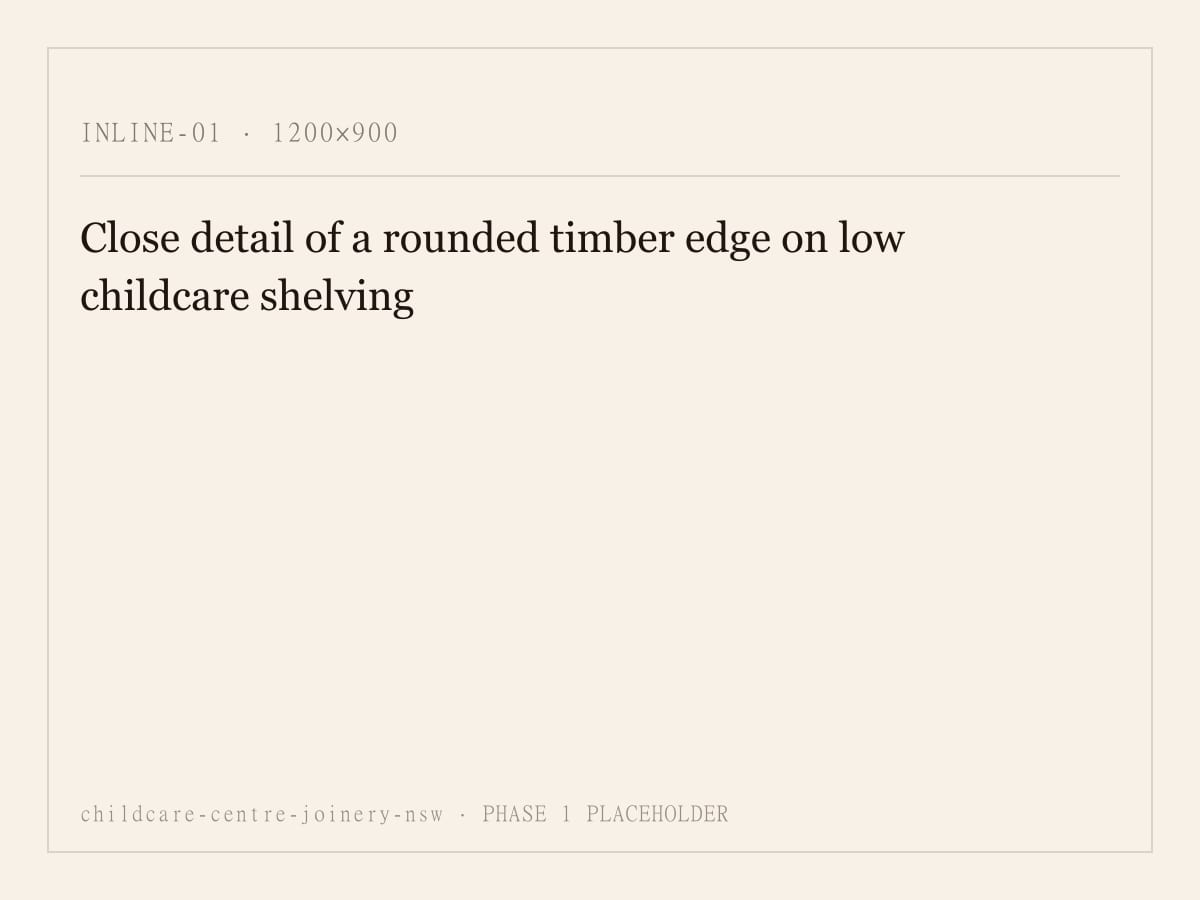 INLINE-01 · 1200×900
Close detail of a rounded timber edge on low
childcare shelving
childcare-centre-joinery-nsw · PHASE 1 PLACEHOLDER